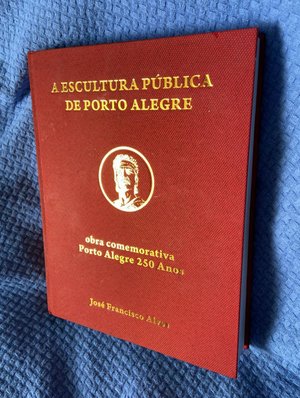 A ESCULTURA PÚBLICA
DE PORTO ALEGRE
obra comemorativa
Porto Alegre 250 Anos
José Francisco Alves